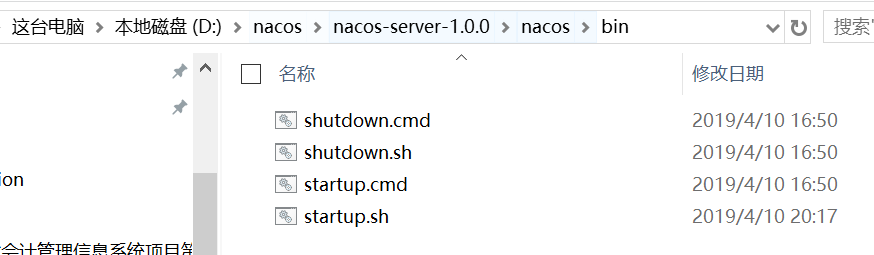 这台电脑 › 本地磁盘 (D:) › nacos › nacos-server-1.0.0 › nacos › bin
搜索
名称 修改日期
shutdown.cmd 2019/4/10 16:50
shutdown.sh 2019/4/10 16:50
startup.cmd 2019/4/10 16:50
startup.sh 2019/4/10 20:17
ion
会计管理信息系统项目第